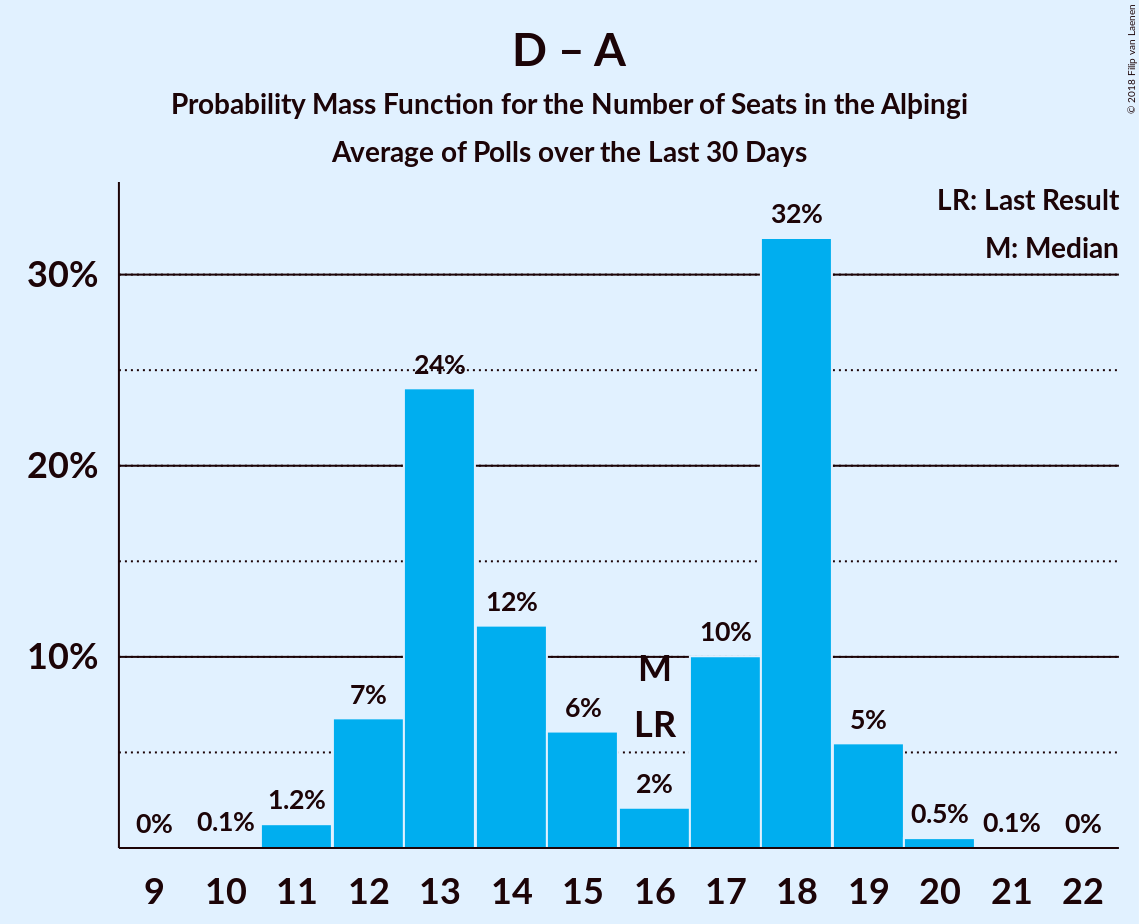 D – A
Probability Mass Function for the Number of Seats in the Alþingi
Average of Polls over the Last 30 Days
© 2018 Filip van Laenen
LR: Last Result
M: Median
30%
20%
10%
0%
0.1%
1.2%
7%
24%
12%
6%
M
LR
2%
10%
32%
5%
0.5%
0.1%
0%
9 10 11 12 13 14 15 16 17 18 19 20 21 22